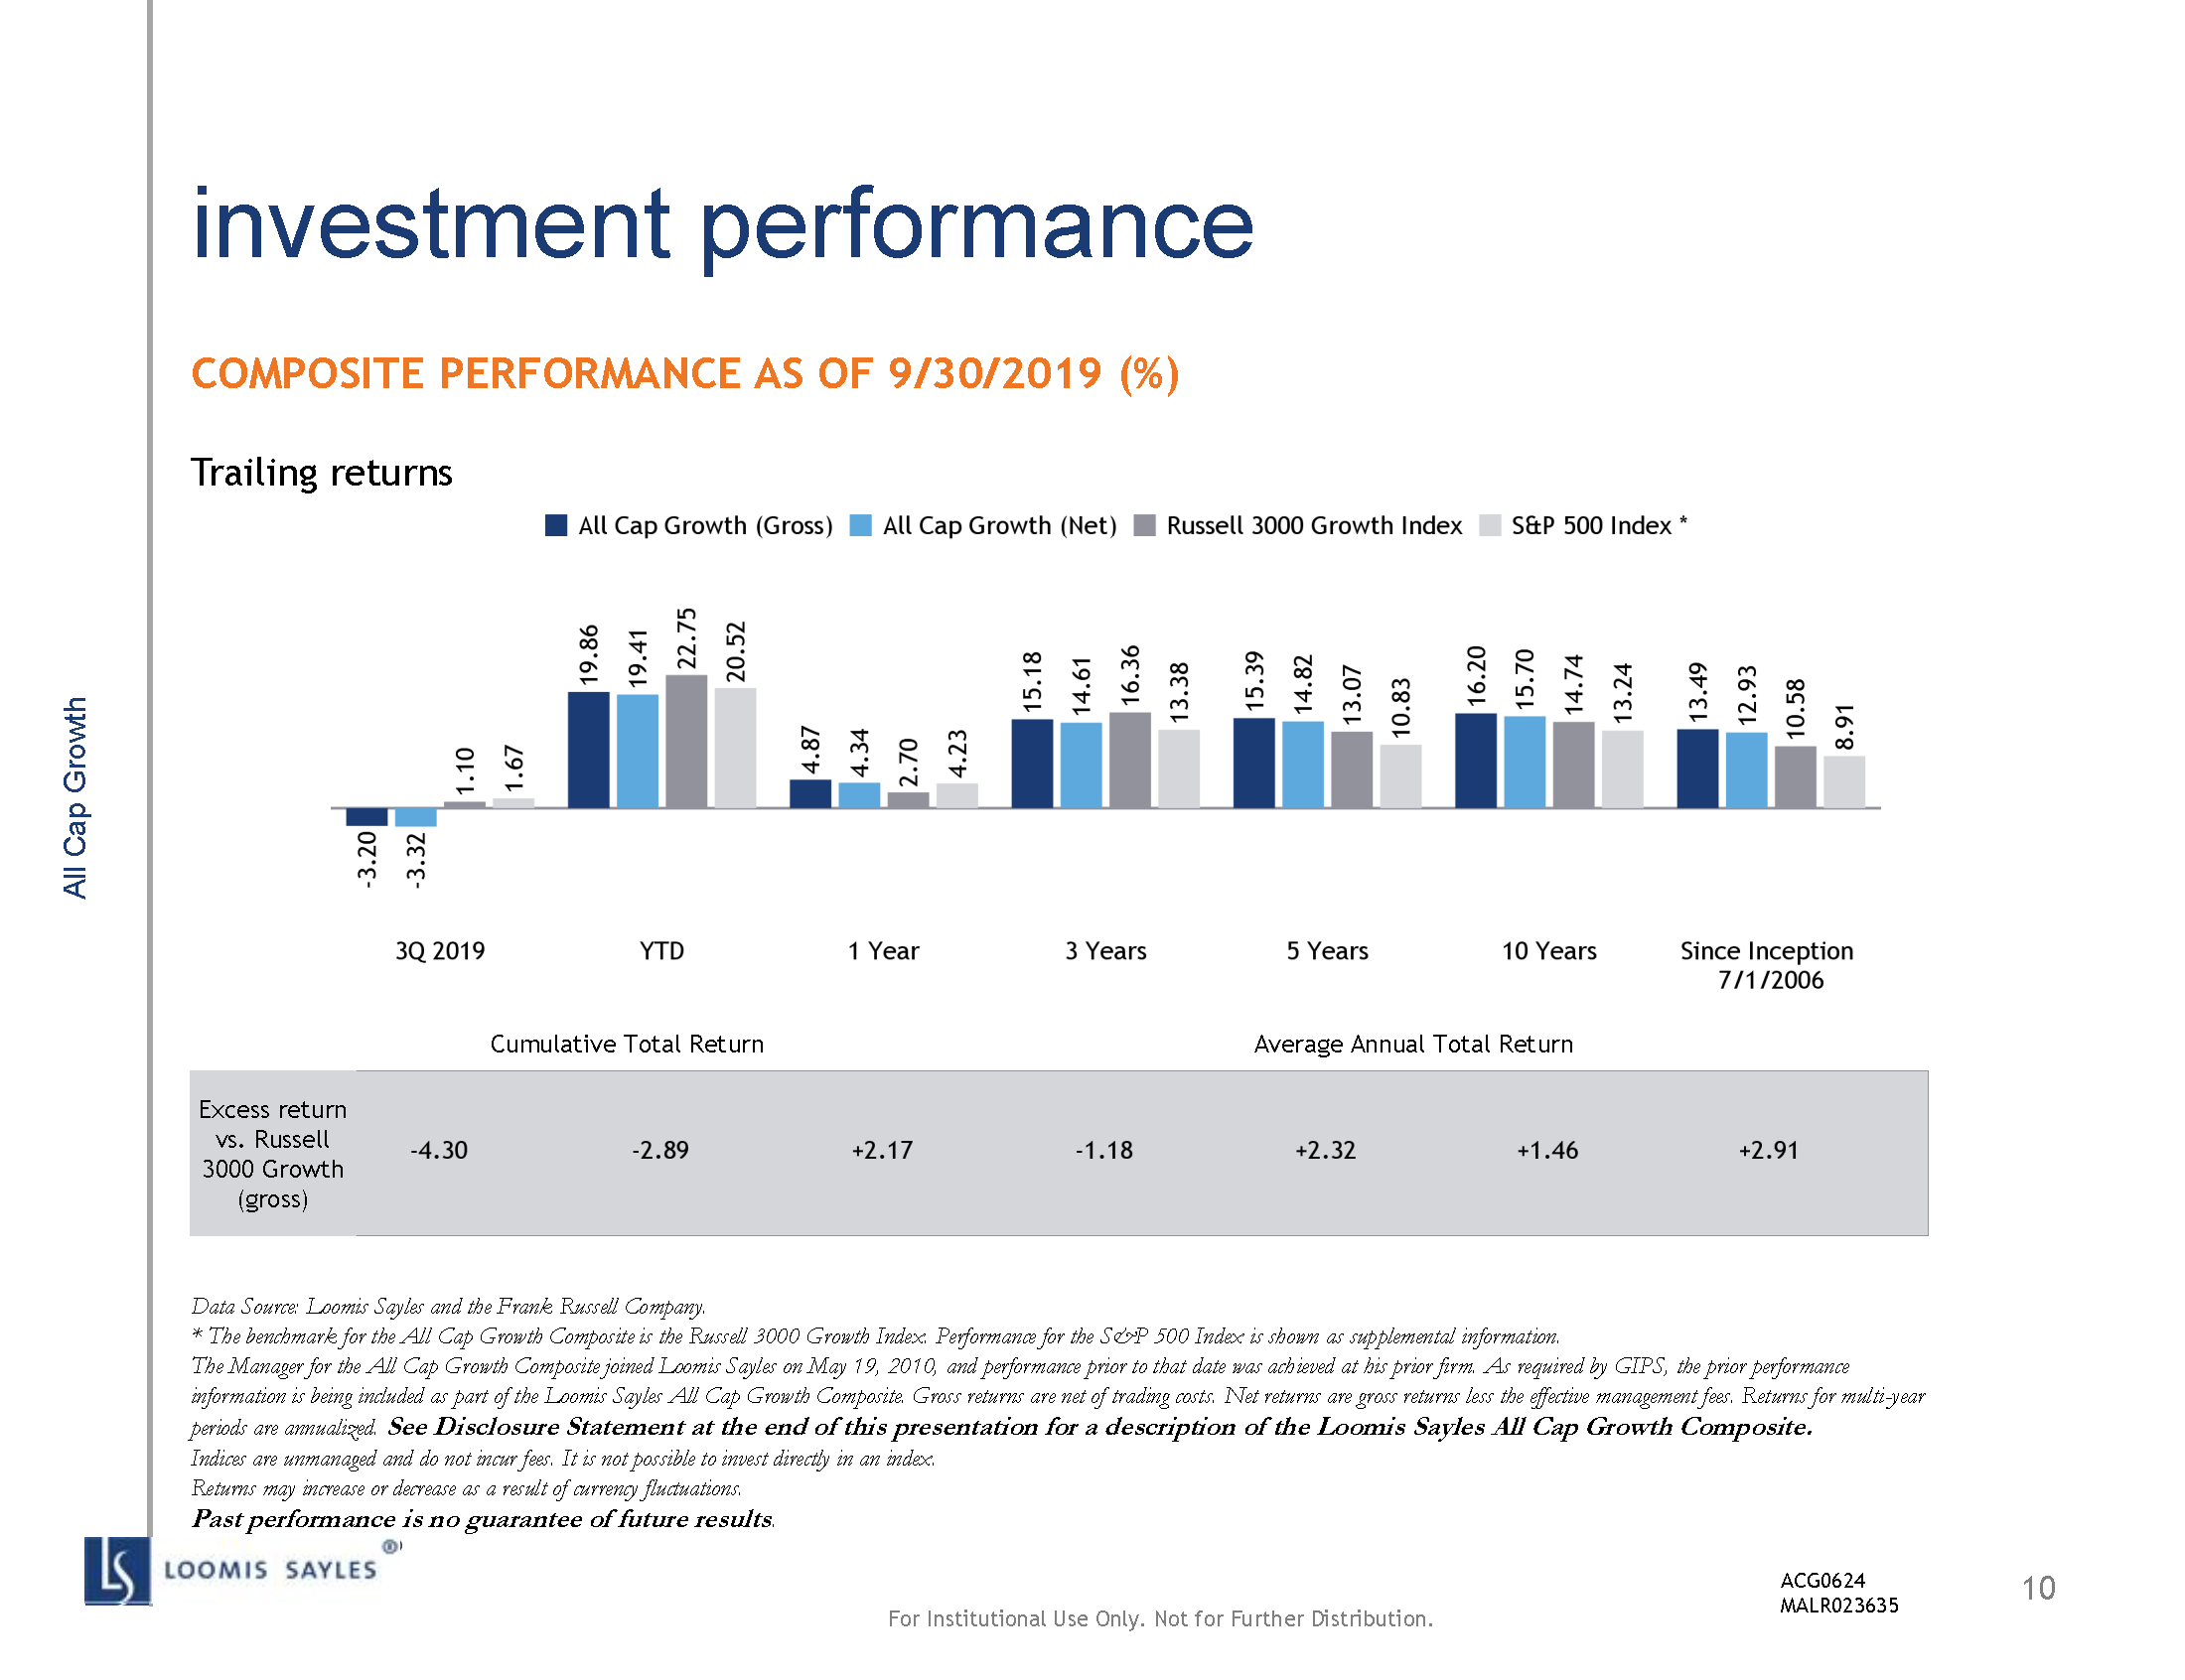 investment performance
COMPOSITE PERFORMANCE AS OF 9/30/2019 (%)
Trailing returns
All Cap Growth (Gross) All Cap Growth (Net) Russell 3000 Growth Index S&P 500 Index *
-3.20 -3.32 1.10 1.67
19.86 19.41 22.75 20.52
4.87 4.34 2.70 4.23
15.18 14.61 16.36 13.38
15.39 14.82 13.07 10.83
16.20 15.70 14.74 13.24
13.49 12.93 10.58 8.91
3Q 2019 YTD 1 Year 3 Years 5 Years 10 Years Since Inception
7/1/2006
Cumulative Total Return Average Annual Total Return
Excess return
vs. Russell
3000 Growth
(gross)
-4.30 -2.89 +2.17 -1.18 +2.32 +1.46 +2.91
Data Source: Loomis Sayles and the Frank Russell Company.
* The benchmark for the All Cap Growth Composite is the Russell 3000 Growth Index. Performance for the S&P 500 Index is shown as supplemental information.
The Manager for the All Cap Growth Composite joined Loomis Sayles on May 19, 2010, and performance prior to that date was achieved at his prior firm. As required by GIPS, the prior performance
information is being included as part of the Loomis Sayles All Cap Growth Composite. Gross returns are net of trading costs. Net returns are gross returns less the effective management fees. Returns for multi-year
periods are annualized. See Disclosure Statement at the end of this presentation for a description of the Loomis Sayles All Cap Growth Composite.
Indices are unmanaged and do not incur fees. It is not possible to invest directly in an index.
Returns may increase or decrease as a result of currency fluctuations.
Past performance is no guarantee of future results.
All Cap Growth
LS LOOMIS SAYLES ®
For Institutional Use Only. Not for Further Distribution.
ACG0624
MALR023635
10